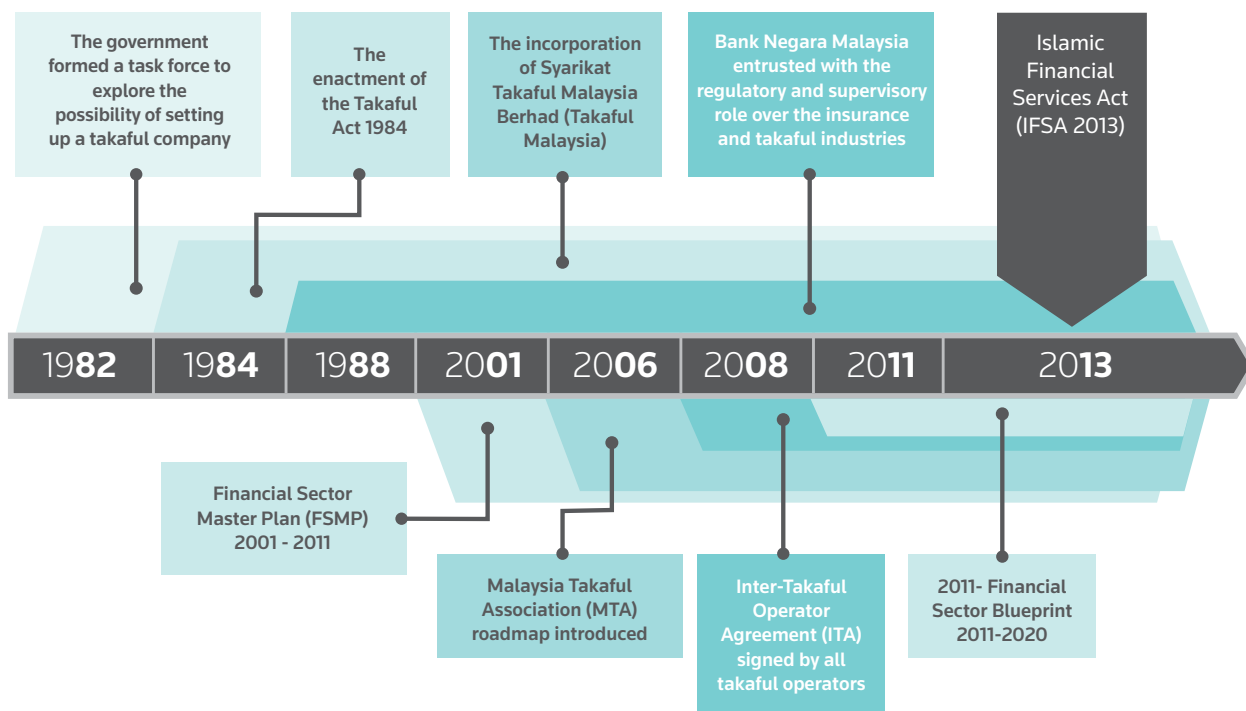 The government
formed a task force to
explore the
possibility of setting
up a takaful company
The
enactment of
the Takaful
Act 1984
The incorporation
of Syarikat
Takaful Malaysia
Berhad (Takaful
Malaysia)
Bank Negara Malaysia
entrusted with the
regulatory and supervisory
role over the insurance
and takaful industries
Islamic
Financial
Services Act
(IFSA 2013)
1982
1984
1988
2001
2006
2008
2011
2013
Financial Sector
Master Plan (FSMP)
2001 - 2011
Malaysia Takaful
Association (MTA)
roadmap introduced
Inter-Takaful
Operator
Agreement (ITA)
signed by all
takaful operators
2011- Financial
Sector Blueprint
2011-2020